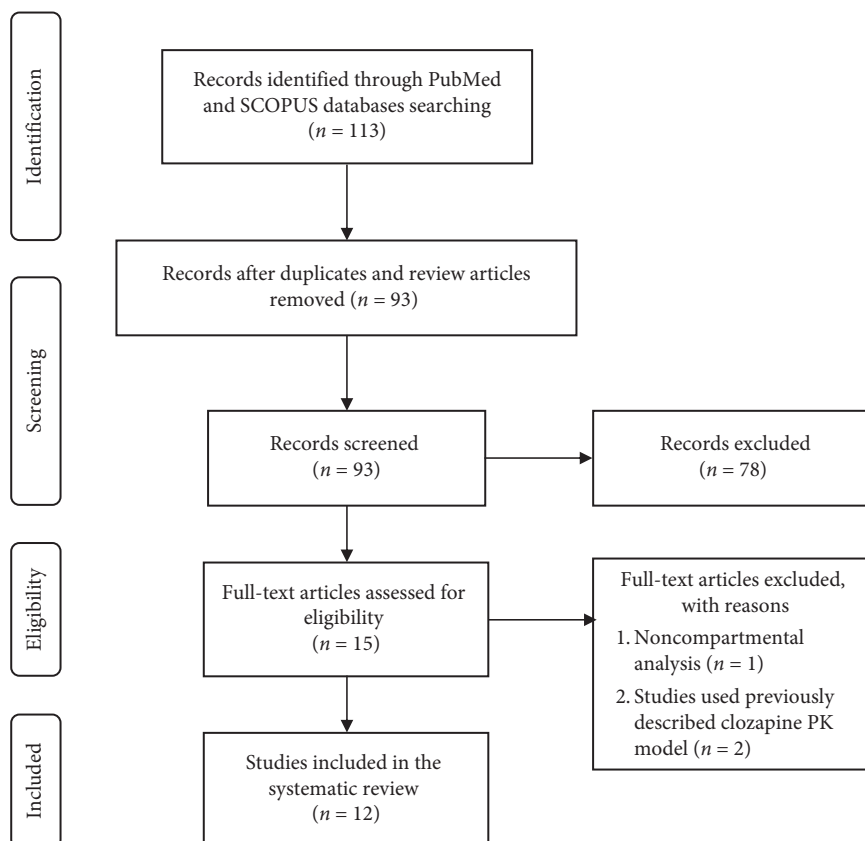 Identification
Records identified through PubMed
and SCOPUS databases searching
(n = 113)
Records after duplicates and review articles
removed (n = 93)
Screening
Records screened
(n = 93)
Records excluded
(n = 78)
Eligibility
Full-text articles assessed for
eligibility
(n = 15)
Full-text articles excluded,
with reasons
1. Noncompartmental
analysis (n = 1)
2. Studies used previously
described clozapine PK
model (n = 2)
Included
Studies included in the
systematic review
(n = 12)